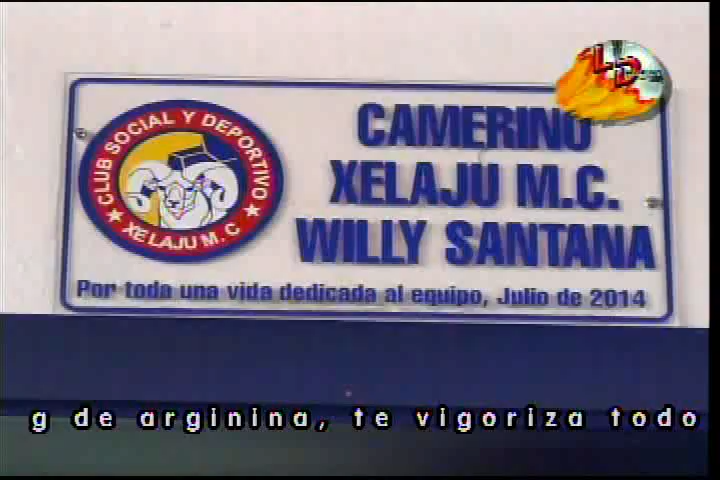 LD
CLUB SOCIAL Y DEPORTIVO
XELAJU M.C
CAMERINO
XELAJU M.C.
WILLY SANTANA
Por toda una vida dedicada al equipo, Julio de 2014
g de arginina, te vigoriza todo